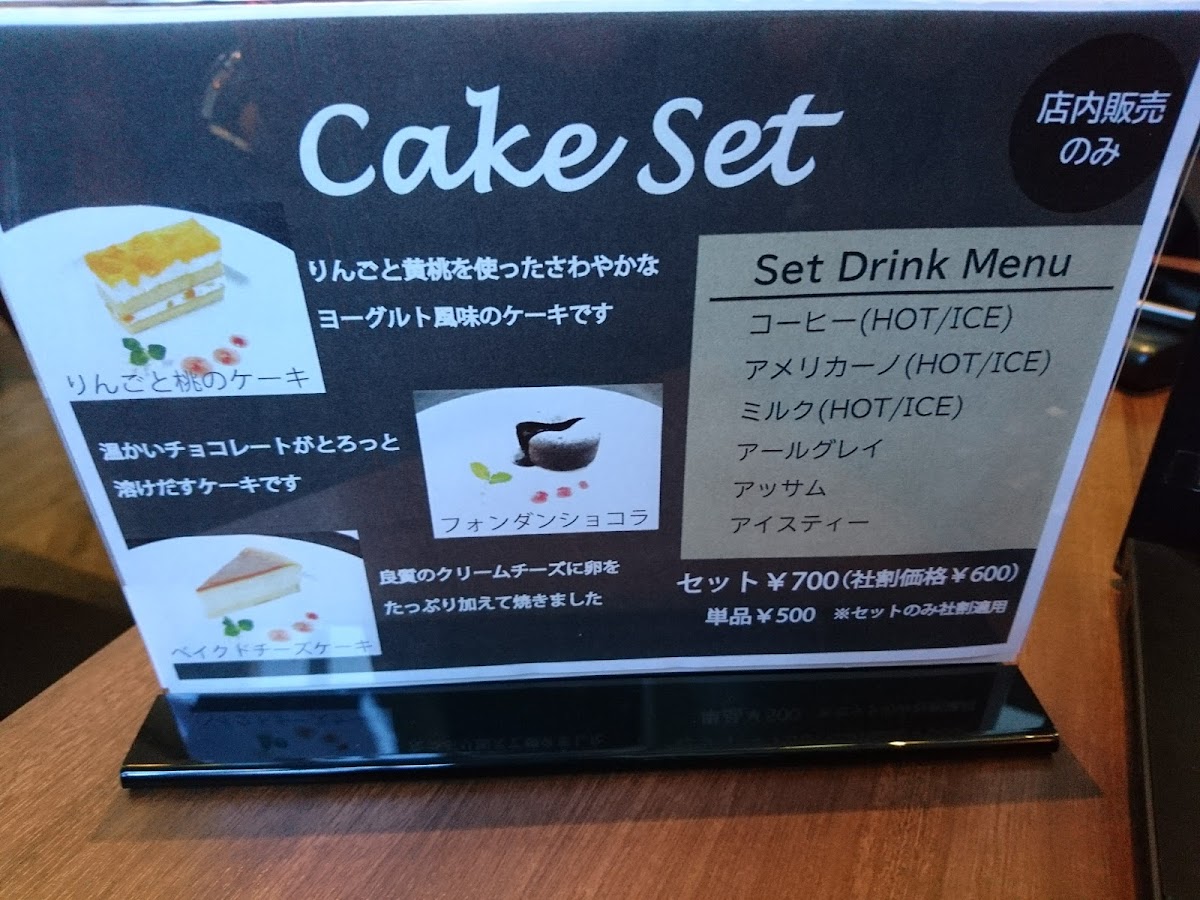 Cake Set
店内販売
のみ
りんごと黄桃を使ったさわやかな
ヨーグルト風味のケーキです
りんごと桃のケーキ
温かいチョコレートがとろっと
溶けだすケーキです
フォンダンショコラ
良質のクリームチーズに卵を
たっぷり加えて焼きました
ベイクドチーズケーキ
Set Drink Menu
コーヒー(HOT/ICE)
アメリカーノ(HOT/ICE)
ミルク(HOT/ICE)
アールグレイ
アッサム
アイスティー
セット￥700(社割価格￥600)
単品￥500 ※セットのみ社割適用